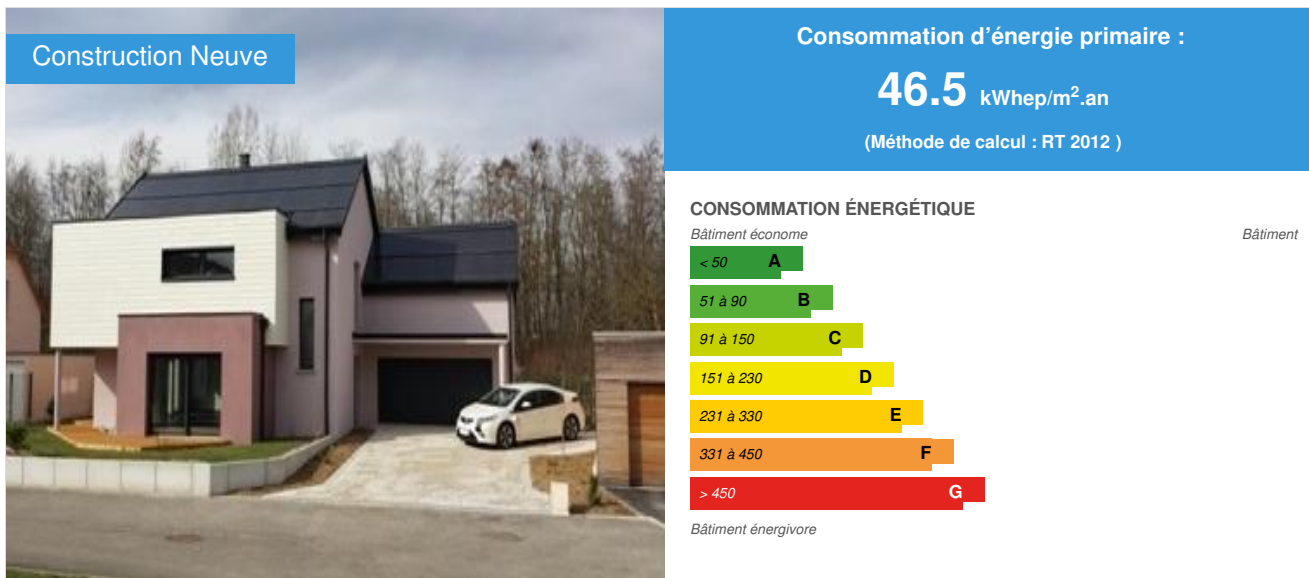 Construction Neuve
Consommation d'énergie primaire :
46.5 kWhep/m².an
(Méthode de calcul : RT 2012 )
CONSOMMATION ÉNERGÉTIQUE
Bâtiment économe
Bâtiment
< 50 A
51 à 90 B
91 à 150 C
151 à 230 D
231 à 330 E
331 à 450 F
> 450 G
Bâtiment énergivore